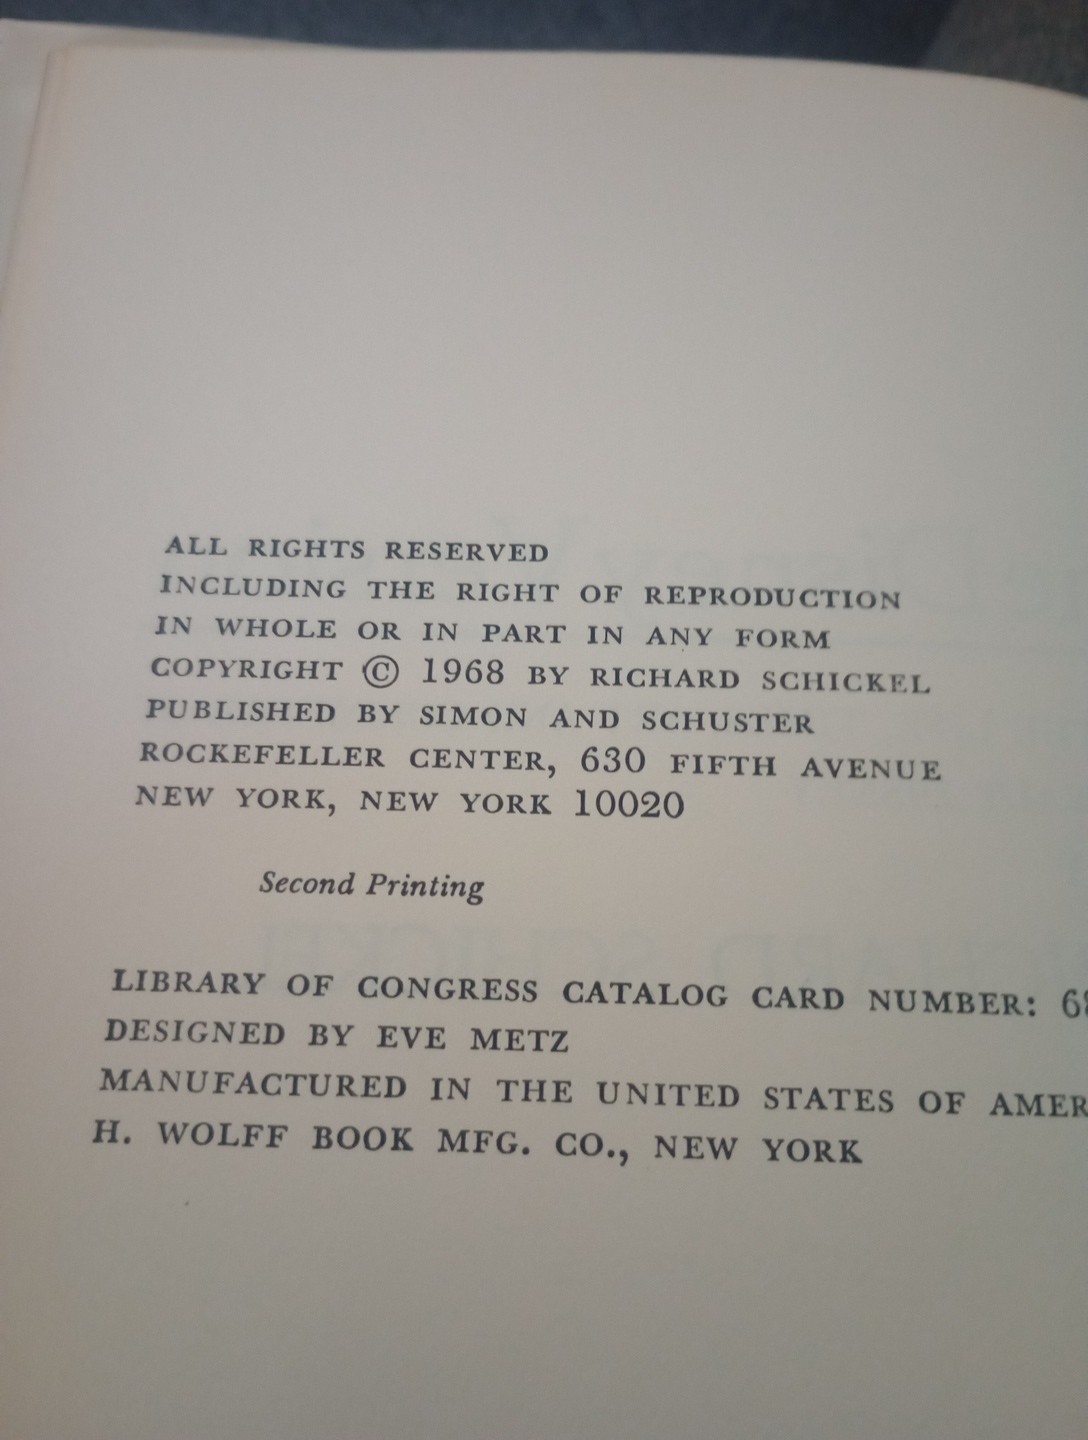 ALL RIGHTS RESERVED
INCLUDING THE RIGHT OF REPRODUCTION
IN WHOLE OR IN PART IN ANY FORM
COPYRIGHT © 1968 BY RICHARD SCHICKEL
PUBLISHED BY SIMON AND SCHUSTER
ROCKEFELLER CENTER, 630 FIFTH AVENUE
NEW YORK, NEW YORK 10020
Second Printing
LIBRARY OF CONGRESS CATALOG CARD NUMBER:
DESIGNED BY EVE METZ
MANUFACTURED IN THE UNITED STATES OF AMER
H. WOLFF BOOK MFG. CO., NEW YORK